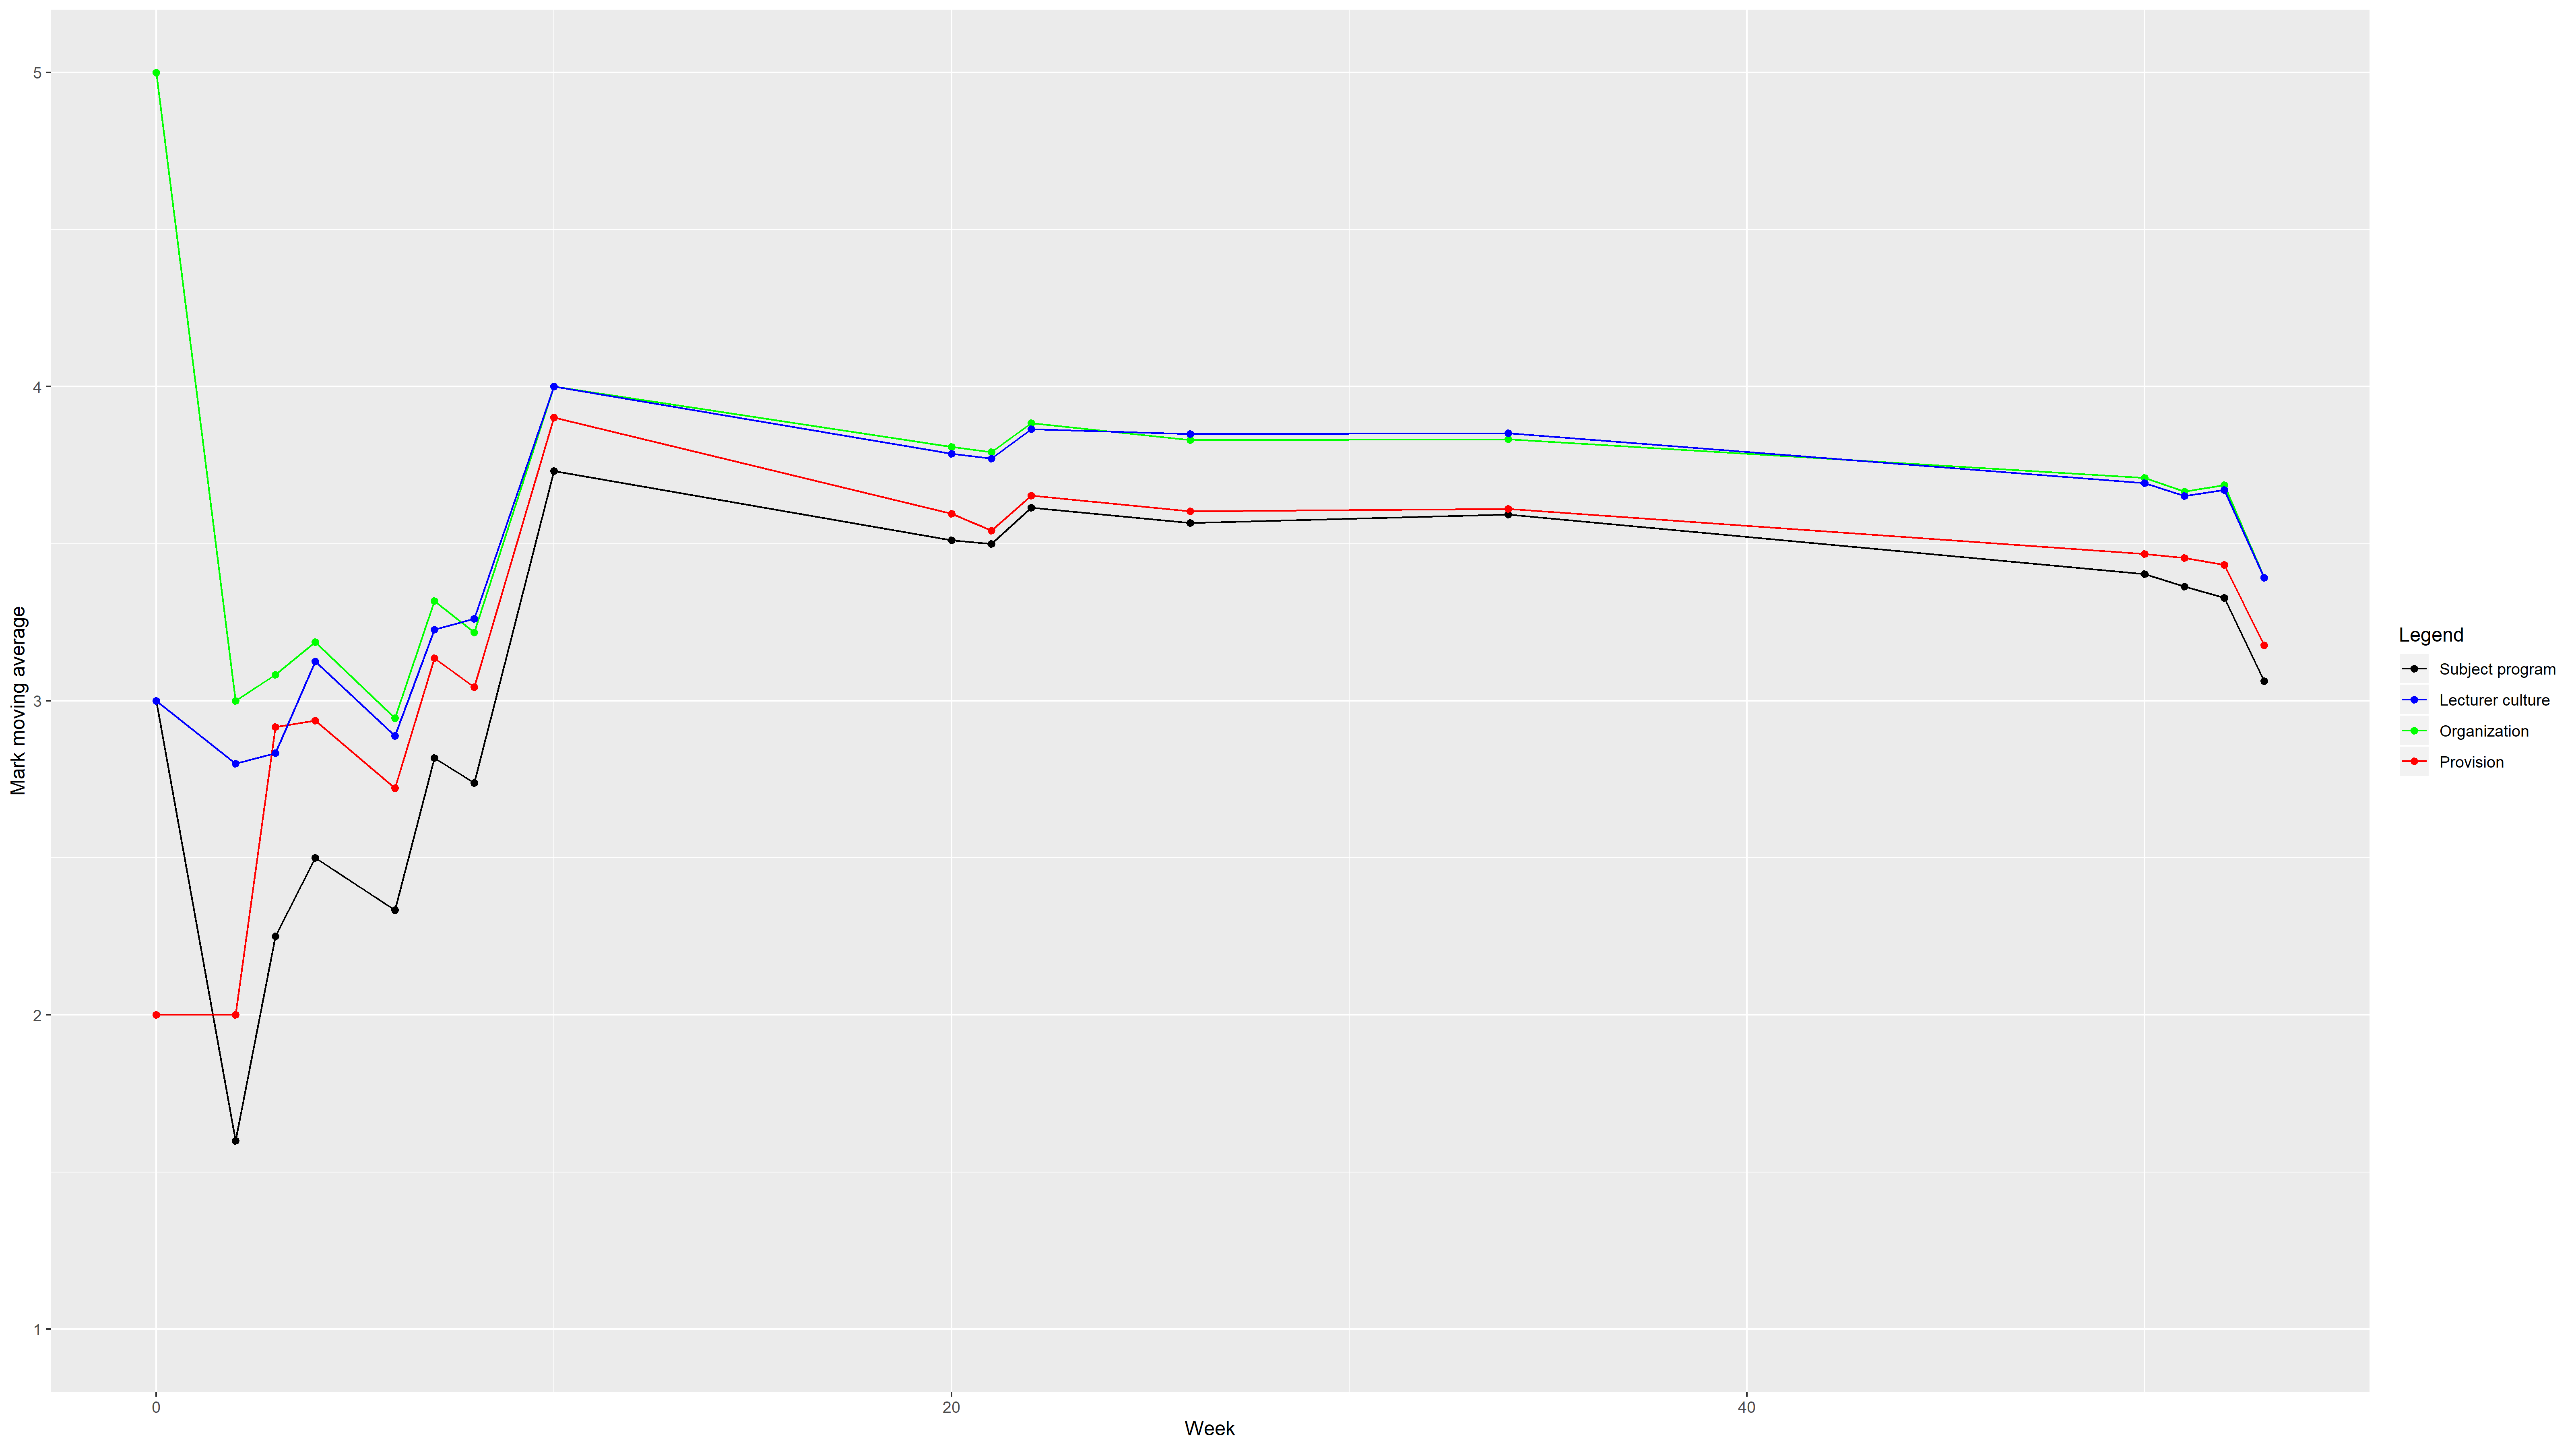 5
4
3
2
1
Mark moving average
0
20
40
Week
Legend
Subject program
Lecturer culture
Organization
Provision